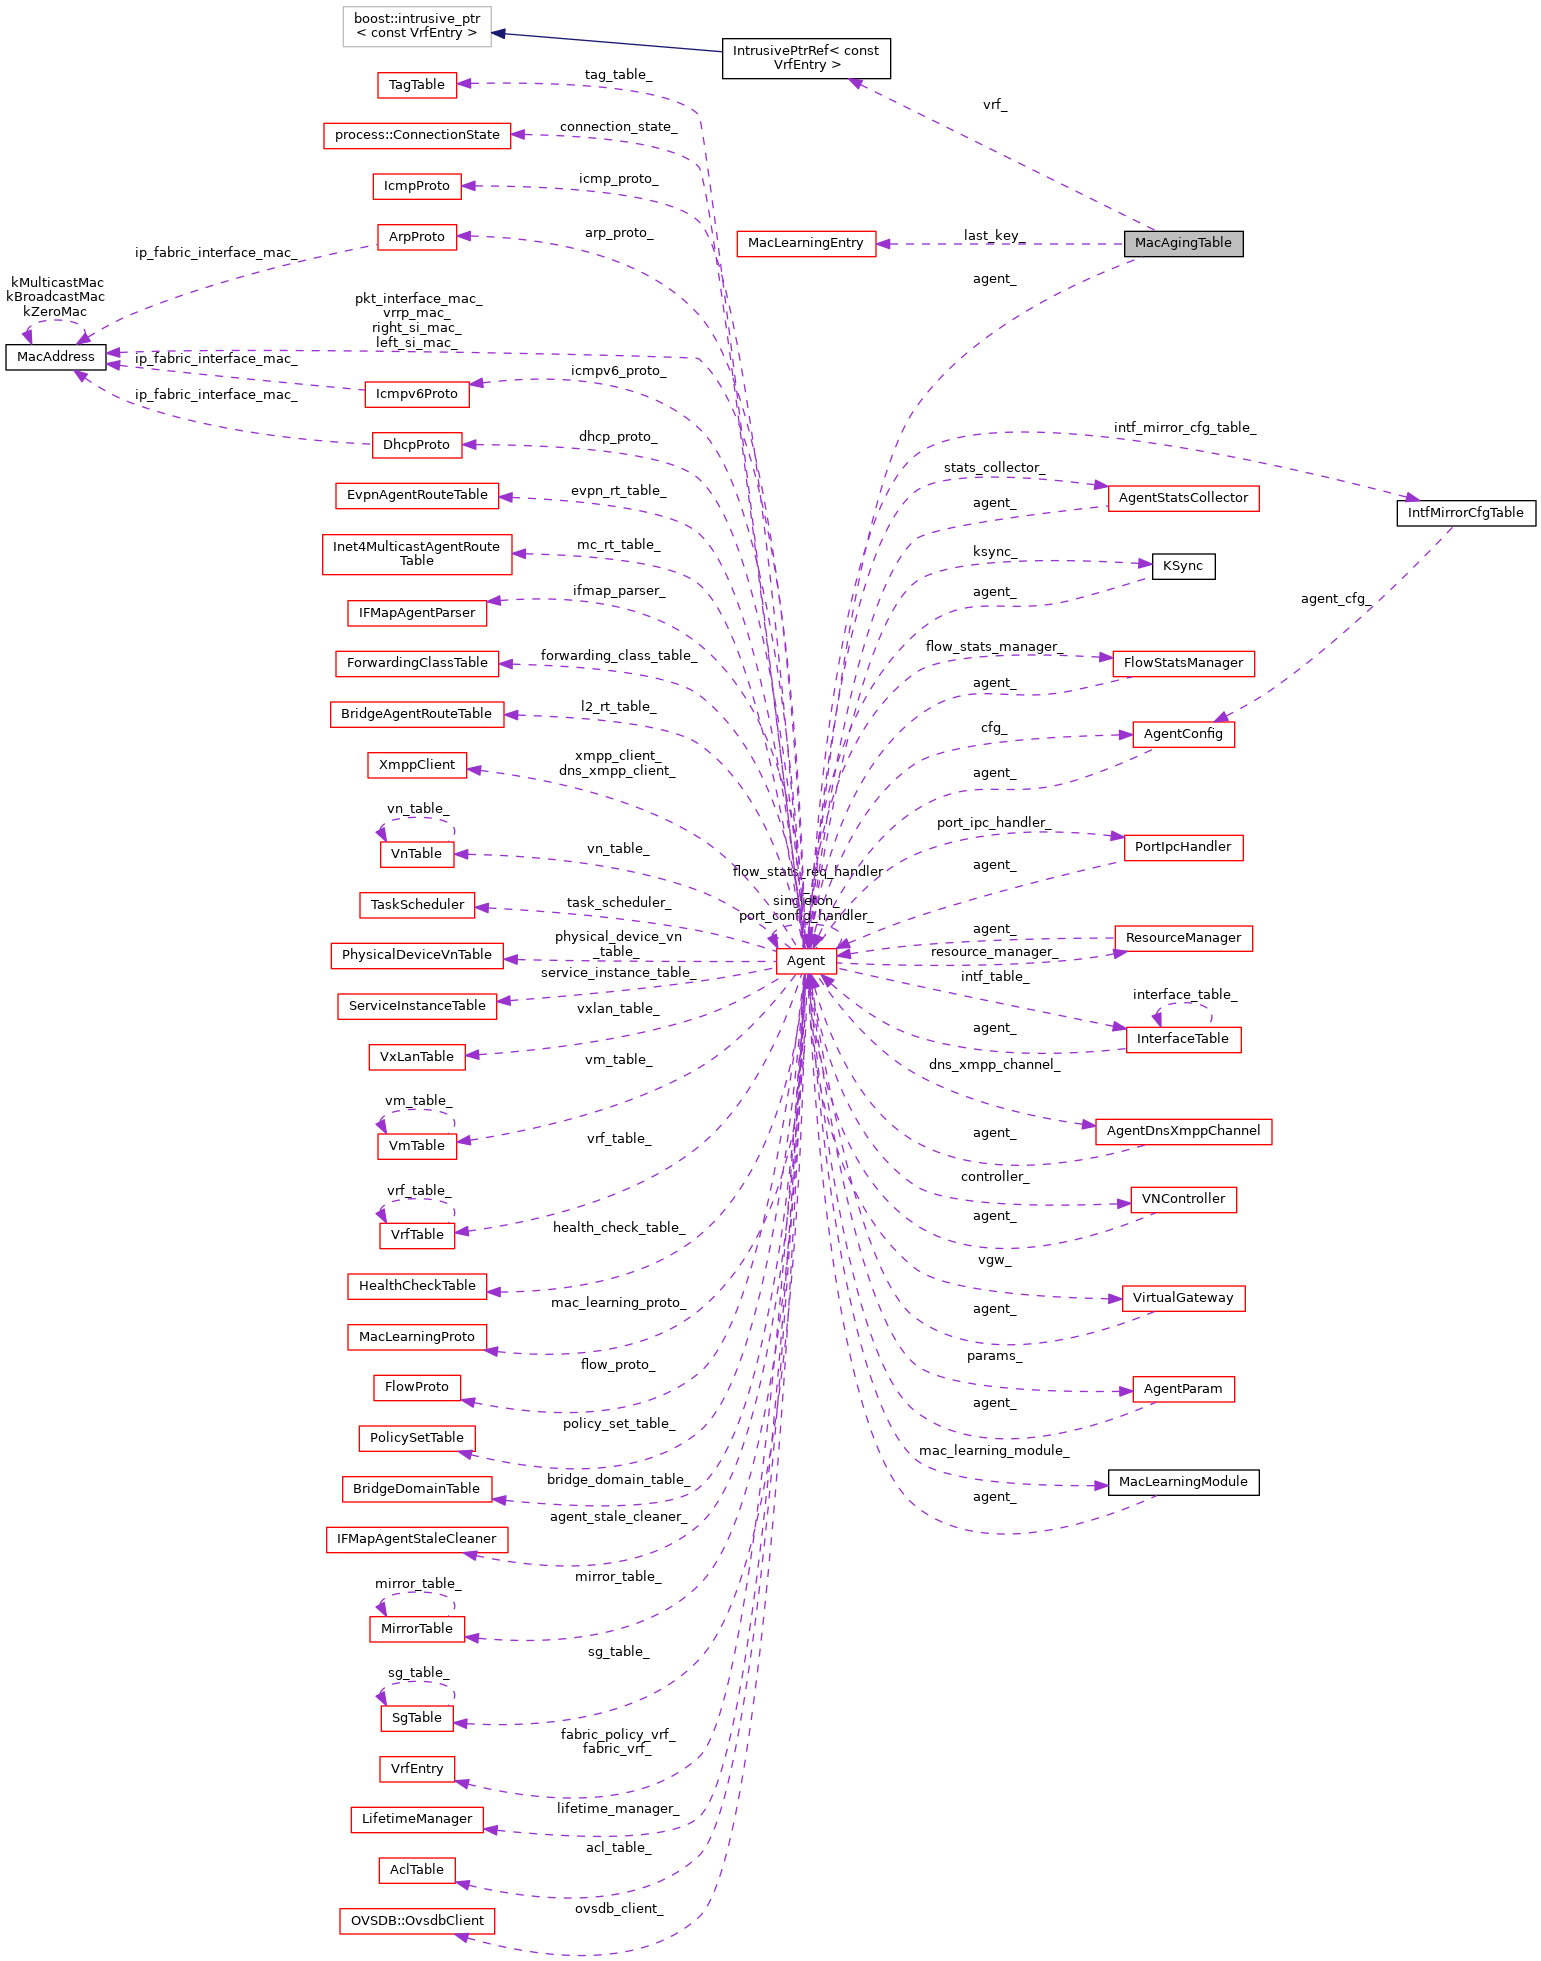 boost::intrusive_ptr
< const VrfEntry >
IntrusivePtrRef< const
VrfEntry >
tag_table_
TagTable
vrf_
connection_state_
process::ConnectionState
icmp_proto_
IcmpProto
arp_proto_
ArpProto
last_key_
MacLearningEntry
MacAgingTable
ip_fabric_interface_mac_
agent_
kMulticastMac
kBroadcastMac
kZeroMac
pkt_interface_mac_
vrrp_mac_
right_si_mac_
left_si_mac_
MacAddress
ip_fabric_interface_mac_
icmpv6_proto_
Icmpv6Proto
ip_fabric_interface_mac_
dhcp_proto_
DhcpProto
intf_mirror_cfg_table_
stats_collector_
evpn_rt_table_
EvpnAgentRouteTable
AgentStatsCollector
agent_
IntfMirrorCfgTable
mc_rt_table_
Inet4MulticastAgentRoute
Table
ksync_
KSync
ifmap_parser_
agent_
agent_cfg_
IFMapAgentParser
flow_stats_manager_
forwarding_class_table_
ForwardingClassTable
FlowStatsManager
agent_
l2_rt_table_
BridgeAgentRouteTable
cfg_
AgentConfig
xmpp_client_
dns_xmpp_client_
XmppClient
agent_
vn_table_
port_ipc_handler_
vn_table_
VnTable
PortIpcHandler
flow_stats_req_handler
_
singleton_
port_config_handler_
agent_
task_scheduler_
TaskScheduler
physical_device_vn
_table_
PhysicalDeviceVnTable
agent_
ResourceManager
resource_manager_
Agent
service_instance_table_
intf_table_
interface_table_
ServiceInstanceTable
vxlan_table_
agent_
InterfaceTable
VxLanTable
vm_table_
dns_xmpp_channel_
vm_table_
VmTable
agent_
AgentDnsXmppChannel
vrf_table_
controller_
vrf_table_
VNController
VrfTable
agent_
health_check_table_
vgw_
HealthCheckTable
mac_learning_proto_
VirtualGateway
agent_
MacLearningProto
flow_proto_
params_
FlowProto
AgentParam
agent_
policy_set_table_
PolicySetTable
mac_learning_module_
bridge_domain_table_
BridgeDomainTable
MacLearningModule
agent_
agent_stale_cleaner_
IFMapAgentStaleCleaner
mirror_table_
mirror_table_
MirrorTable
sg_table_
sg_table_
SgTable
fabric_policy_vrf_
fabric_vrf_
VrfEntry
lifetime_manager_
LifetimeManager
acl_table_
AclTable
ovsdb_client_
OVSDB::OvsdbClient